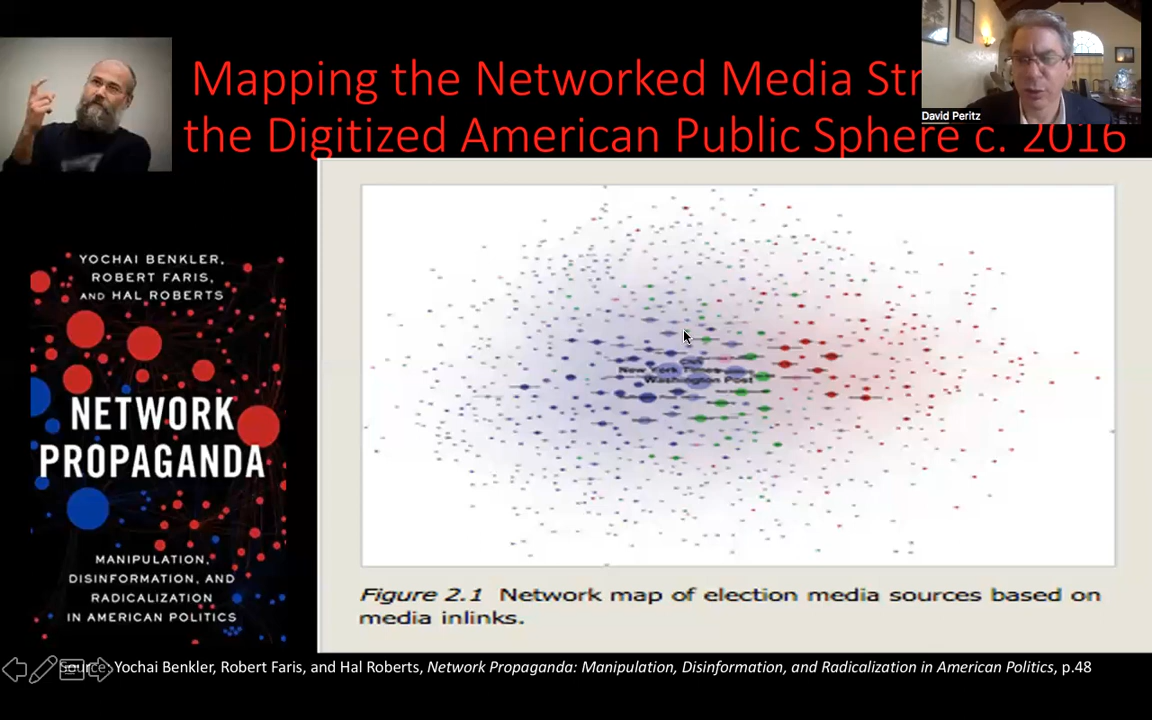 Mapping the Networked Media Str
the Digitized American Public Sphere c. 2016
David Peritz
YOCHAI BENKLER,
ROBERT FARIS,
AND HAL ROBERTS
NETWORK
PROPAGANDA
MANIPULATION,
DISINFORMATION, AND
RADICALIZATION
IN AMERICAN POLITICS
CNN
New York Times
Washington Post
Figure 2.1 Network map of election media sources based on
media inlinks.
Source: Yochai Benkler, Robert Faris, and Hal Roberts, Network Propaganda: Manipulation, Disinformation, and Radicalization in American Politics, p.48